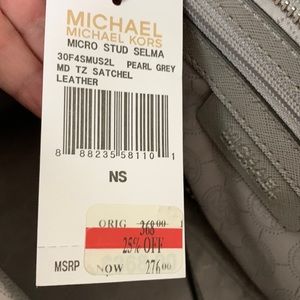 MICHAEL
MICHAEL KORS
MICRO STUD SELMA
30F4SMUS2L PEARL GREY
MD TZ SATCHEL
LEATHER
8 88235 58110 1
NS
ORIG 368.00
25% OFF
MSRP NOW 276.00
MICHAEL